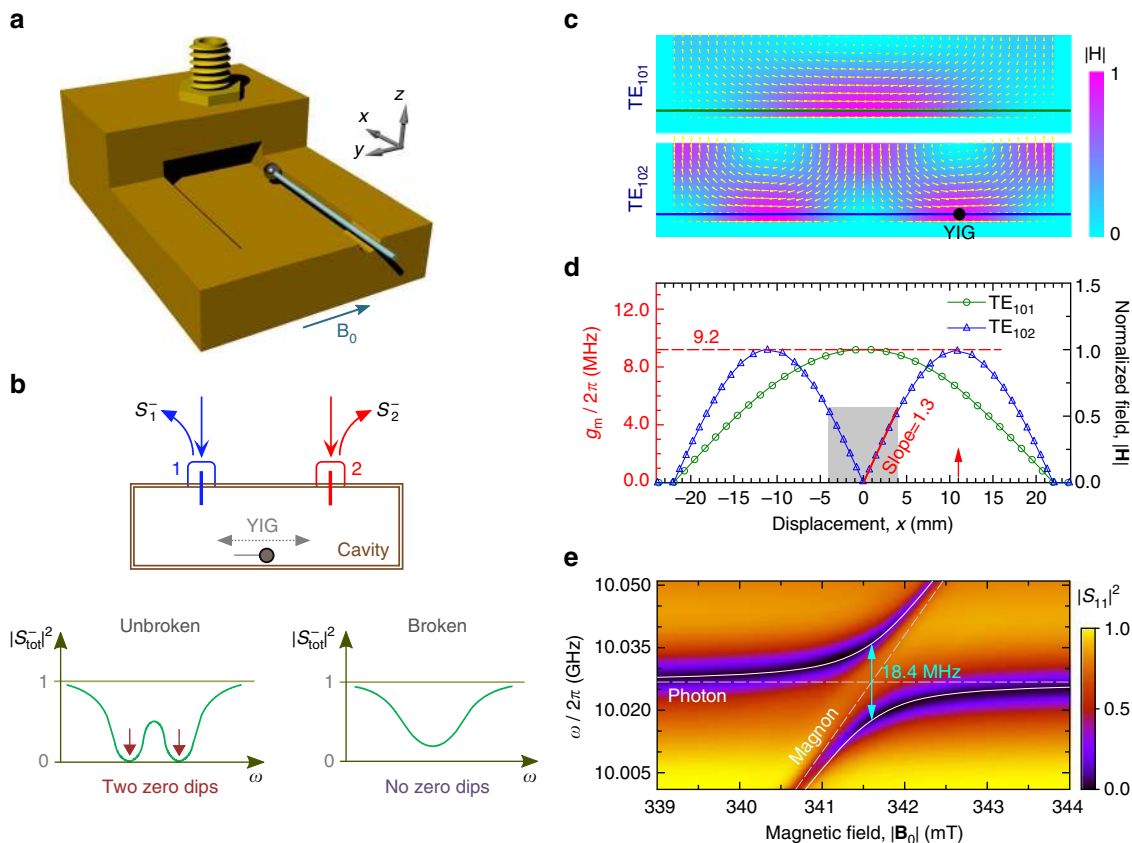 a
z
x
y
B₀
b
S₁⁻
S₂⁻
1
2
YIG
Cavity
|S⁻tot|²
Unbroken
1
0
ω
Two zero dips
|S⁻tot|²
Broken
1
0
ω
No zero dips
c
TE₁₀₁
TE₁₀₂
YIG
|H|
1
0
d
12.0
8.0
4.0
0.0
gₘ / 2π (MHz)
9.2
Slope=1.3
TE₁₀₁
TE₁₀₂
1.5
1.0
0.5
0.0
Normalized field, |H|
−20 −15 −10 −5 0 5 10 15 20
Displacement, x (mm)
e
10.050
10.035
10.020
10.005
ω / 2π (GHz)
Photon
Magnon
18.4 MHz
339 340 341 342 343 344
Magnetic field, |B₀| (mT)
|S₁₁|²
1.0
0.0